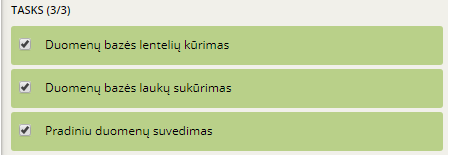 TASKS (3/3)
Duomenų bazės lentelių kūrimas
Duomenų bazės laukų sukūrimas
Pradiniu duomenų suvedimas